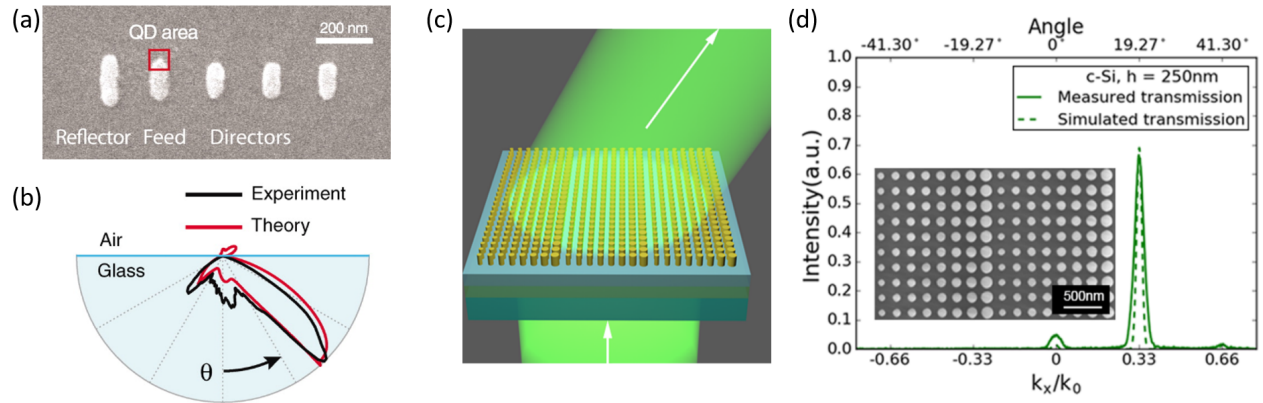 (a)
QD area
200 nm
Reflector Feed Directors
(b)
Experiment
Theory
Air
Glass
θ
(c)
(d)
Angle
-41.30° -19.27° 0° 19.27° 41.30°
c-Si, h = 250nm
Measured transmission
Simulated transmission
Intensity(a.u.)
1.0
0.9
0.8
0.7
0.6
0.5
0.4
0.3
0.2
0.1
0.0
500nm
-0.66 -0.33 0 0.33 0.66
kₓ/k₀